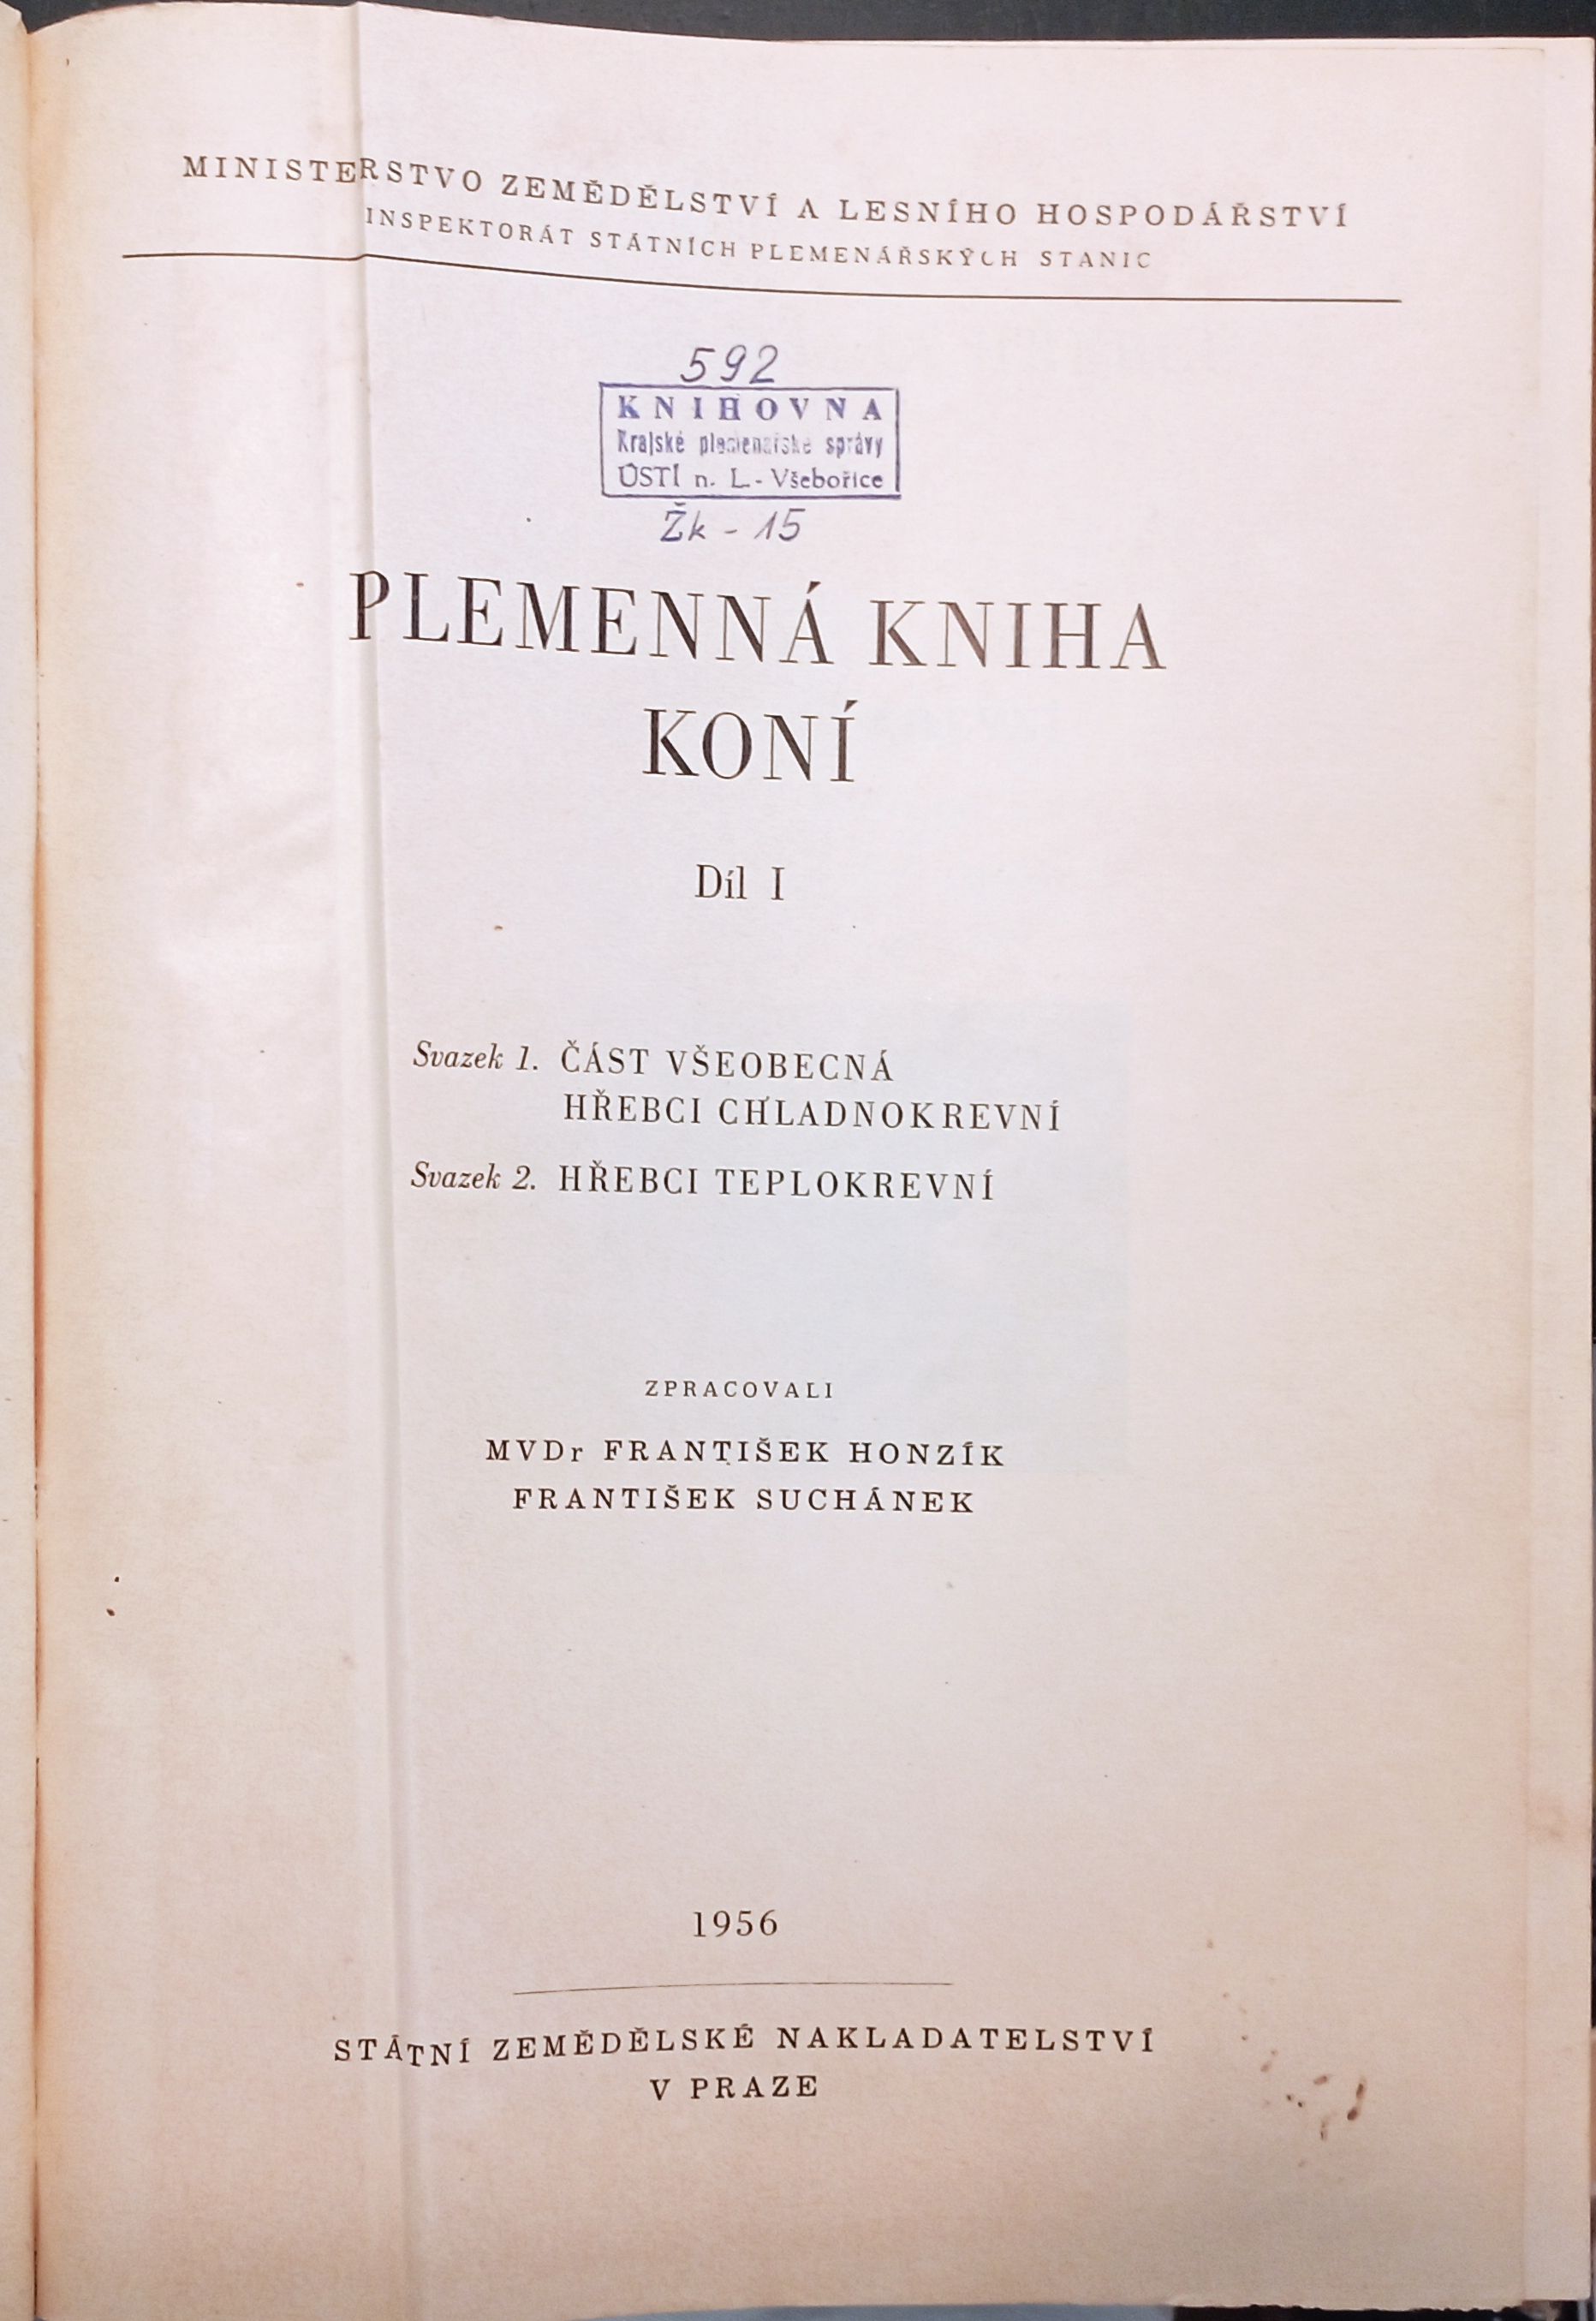 MINISTERSTVO ZEMĚDĚLSTVÍ A LESNÍHO HOSPODÁŘSTVÍ
INSPEKTORÁT STÁTNÍCH PLEMENÁŘSKÝCH STANIC
592
KNIHOVNA
Krajské plemenářské správy
ÚSTÍ n. L. - Všebořice
Žk - 15
PLEMENNÁ KNIHA
KONÍ
Díl I
Svazek 1. ČÁST VŠEOBECNÁ
HŘEBCI CHLADNOKREVNÍ
Svazek 2. HŘEBCI TEPLOKREVNÍ
ZPRACOVALI
MVDr FRANTIŠEK HONZÍK
FRANTIŠEK SUCHÁNEK
1956
STÁTNÍ ZEMĚDĚLSKÉ NAKLADATELSTVÍ
V PRAZE